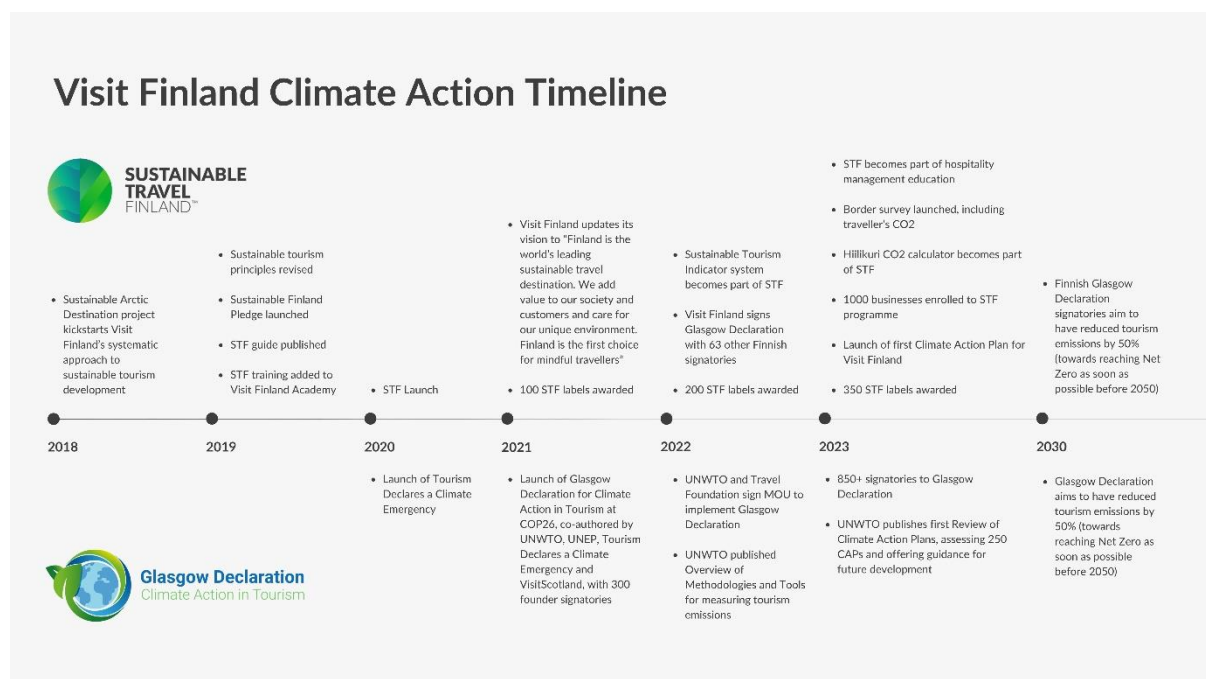 Visit Finland Climate Action Timeline
SUSTAINABLE
TRAVEL
FINLAND™
• Sustainable Arctic
Destination project
kickstarts Visit
Finland's systematic
approach to
sustainable tourism
development
• Sustainable tourism
principles revised
• Sustainable Finland
Pledge launched
• STF guide published
• STF training added to
Visit Finland Academy
• STF Launch
• Visit Finland updates its
vision to "Finland is the
world's leading
sustainable travel
destination. We add
value to our society and
customers and care for
our unique environment.
Finland is the first choice
for mindful travellers"
• 100 STF labels awarded
• Sustainable Tourism
Indicator system
becomes part of STF
• Visit Finland signs
Glasgow Declaration
with 63 other Finnish
signatories
• 200 STF labels awarded
• STF becomes part of hospitality
management education
• Border survey launched, including
traveller's CO2
• Hiilikuri CO2 calculator becomes part
of STF
• 1000 businesses enrolled to STF
programme
• Launch of first Climate Action Plan for
Visit Finland
• 350 STF labels awarded
• Finnish Glasgow
Declaration
signatories aim to
have reduced tourism
emissions by 50%
(towards reaching Net
Zero as soon as
possible before 2050)
2018
2019
2020
2021
2022
2023
2030
• Launch of Tourism
Declares a Climate
Emergency
• Launch of Glasgow
Declaration for Climate
Action in Tourism at
COP26, co-authored by
UNWTO, UNEP, Tourism
Declares a Climate
Emergency and
VisitScotland, with 300
founder signatories
• UNWTO and Travel
Foundation sign MOU to
implement Glasgow
Declaration
• UNWTO published
Overview of
Methodologies and Tools
for measuring tourism
emissions
• 850+ signatories to Glasgow
Declaration
• UNWTO publishes first Review of
Climate Action Plans, assessing 250
CAPs and offering guidance for
future development
• Glasgow Declaration
aims to have reduced
tourism emissions by
50% (towards
reaching Net Zero as
soon as possible
before 2050)
Glasgow Declaration
Climate Action in Tourism